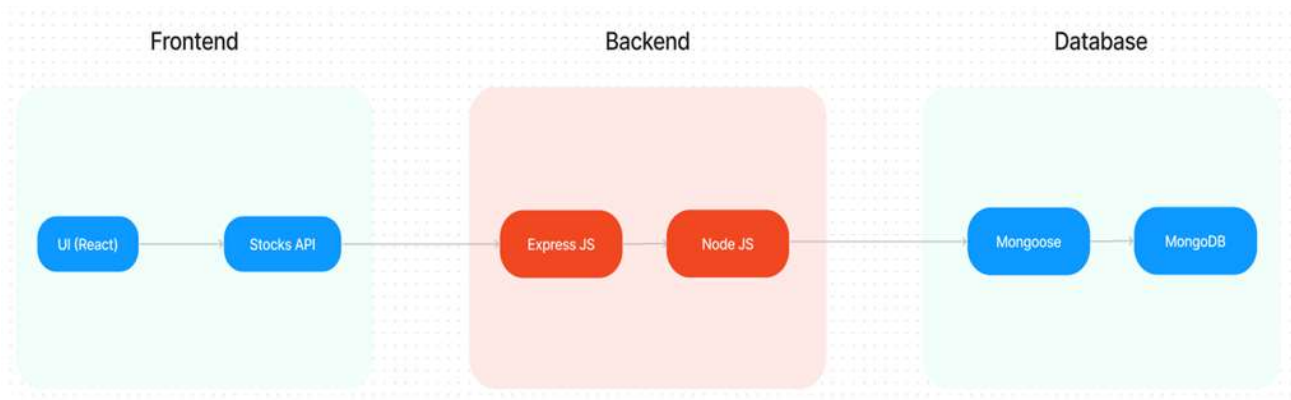 Frontend
Backend
Database
UI (React)
Stocks API
Express JS
Node JS
Mongoose
MongoDB